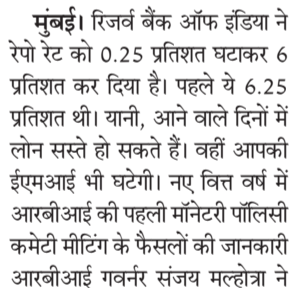 मुंबई। रिजर्व बैंक ऑफ इंडिया ने
रेपो रेट को 0.25 प्रतिशत घटाकर 6
प्रतिशत कर दिया है। पहले ये 6.25
प्रतिशत थी। यानी, आने वाले दिनों में
लोन सस्ते हो सकते हैं। वहीं आपकी
ईएमआई भी घटेगी। नए वित्त वर्ष में
आरबीआई की पहली मॉनेटरी पॉलिसी
कमेटी मीटिंग के फैसलों की जानकारी
आरबीआई गवर्नर संजय मल्होत्रा ने